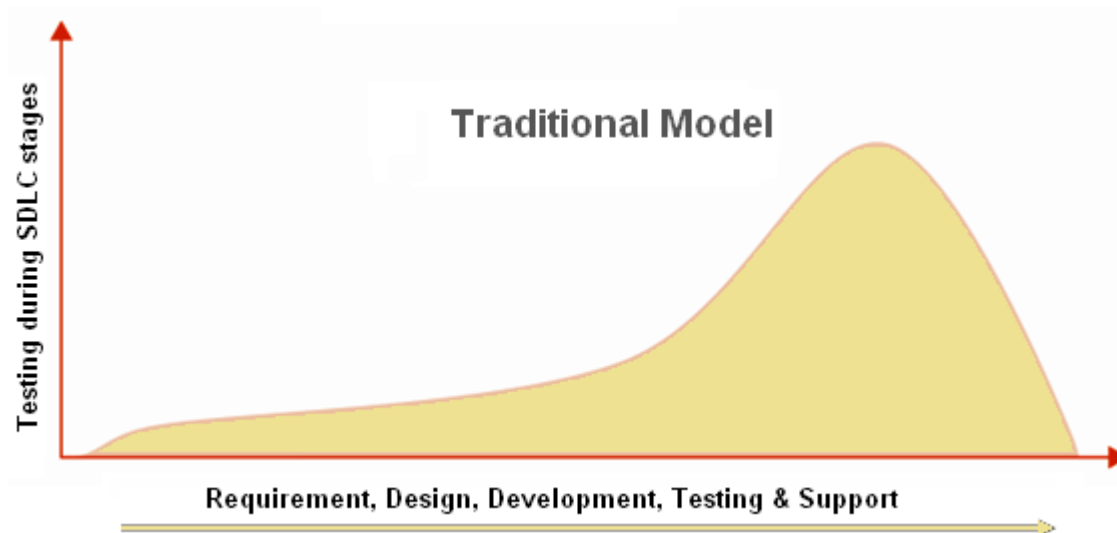 Traditional Model
Testing during SDLC stages
Requirement, Design, Development, Testing & Support